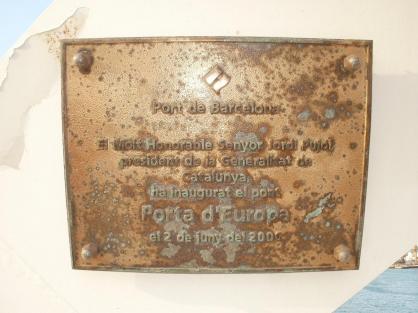 Port de Barcelona
El Molt Honorable Senyor Jordi Pujol,
president de la Generalitat de
Catalunya,
ha inaugurat el pont
Porta d'Europa
el 2 de juny de